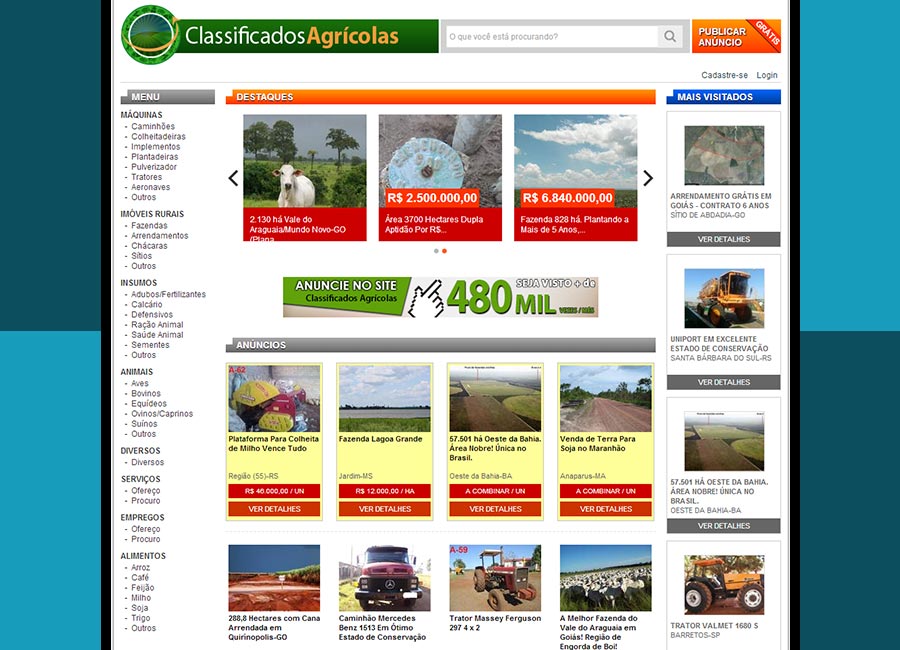 ClassificadosAgrícolas
O que você está procurando?
PUBLICAR
ANÚNCIO
GRÁTIS
Cadastre-se Login
MENU
MÁQUINAS
- Caminhões
- Colheitadeiras
- Implementos
- Plantadeiras
- Pulverizador
- Tratores
- Aeronaves
- Outros
IMÓVEIS RURAIS
- Fazendas
- Arrendamentos
- Chácaras
- Sítios
- Outros
INSUMOS
- Adubos/Fertilizantes
- Calcário
- Defensivos
- Ração Animal
- Saúde Animal
- Sementes
- Outros
ANIMAIS
- Aves
- Bovinos
- Equídeos
- Ovinos/Caprinos
- Suínos
- Outros
DIVERSOS
- Diversos
SERVIÇOS
- Ofereço
- Procuro
EMPREGOS
- Ofereço
- Procuro
ALIMENTOS
- Arroz
- Café
- Feijão
- Milho
- Soja
- Trigo
- Outros
DESTAQUES
2.130 há Vale do
Araguaia/Mundo Novo-GO
(Plana
R$ 2.500.000,00
Área 3700 Hectares Dupla
Aptidão Por R$...
R$ 6.840.000,00
Fazenda 828 há. Plantando a
Mais de 5 Anos,...
ANUNCIE NO SITE
Classificados Agrícolas
480 MIL
SEJA VISTO + de
VEZES / MÊS
ANÚNCIOS
A-62
Plataforma Para Colheita
de Milho Vence Tudo
Região (55)-RS
R$ 46.000,00 / UN
VER DETALHES
Fazenda Lagoa Grande
Jardim-MS
R$ 12.000,00 / HA
VER DETALHES
57.501 há Oeste da Bahia.
Área Nobre! Única no
Brasil.
Oeste da Bahia-BA
A COMBINAR / UN
VER DETALHES
Venda de Terra Para
Soja no Maranhão
Anaparus-MA
A COMBINAR / UN
VER DETALHES
288,8 Hectares com Cana
Arrendada em
Quirinopolis-GO
Caminhão Mercedes
Benz 1513 Em Ótimo
Estado de Conservação
A-59
Trator Massey Ferguson
297 4 x 2
A Melhor Fazenda do
Vale do Araguaia em
Goiás! Região de
Engorda de Boi!
MAIS VISITADOS
ARRENDAMENTO GRÁTIS EM
GOIÁS - CONTRATO 6 ANOS
SÍTIO DE ABDADIA-GO
VER DETALHES
UNIPORT EM EXCELENTE
ESTADO DE CONSERVAÇÃO
SANTA BÁRBARA DO SUL-RS
VER DETALHES
57.501 HÁ OESTE DA BAHIA.
ÁREA NOBRE! ÚNICA NO
BRASIL.
OESTE DA BAHIA-BA
VER DETALHES
TRATOR VALMET 1680 S
BARRETOS-SP